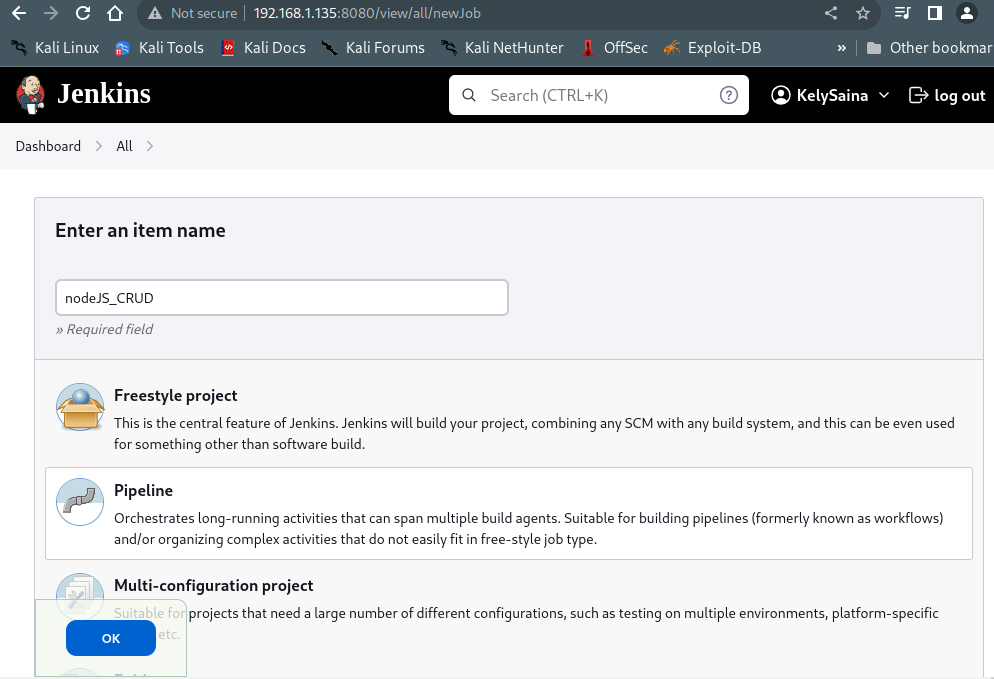 Not secure 192.168.1.135:8080/view/all/newJob
Kali Linux Kali Tools Kali Docs Kali Forums Kali NetHunter OffSec Exploit-DB » Other bookmar
Jenkins Search (CTRL+K) ? KelySaina log out
Dashboard All
Enter an item name
nodeJS_CRUD
» Required field
Freestyle project
This is the central feature of Jenkins. Jenkins will build your project, combining any SCM with any build system, and this can be even used
for something other than software build.
Pipeline
Orchestrates long-running activities that can span multiple build agents. Suitable for building pipelines (formerly known as workflows)
and/or organizing complex activities that do not easily fit in free-style job type.
Multi-configuration project
Suitable for projects that need a large number of different configurations, such as testing on multiple environments, platform-specific
etc.
OK